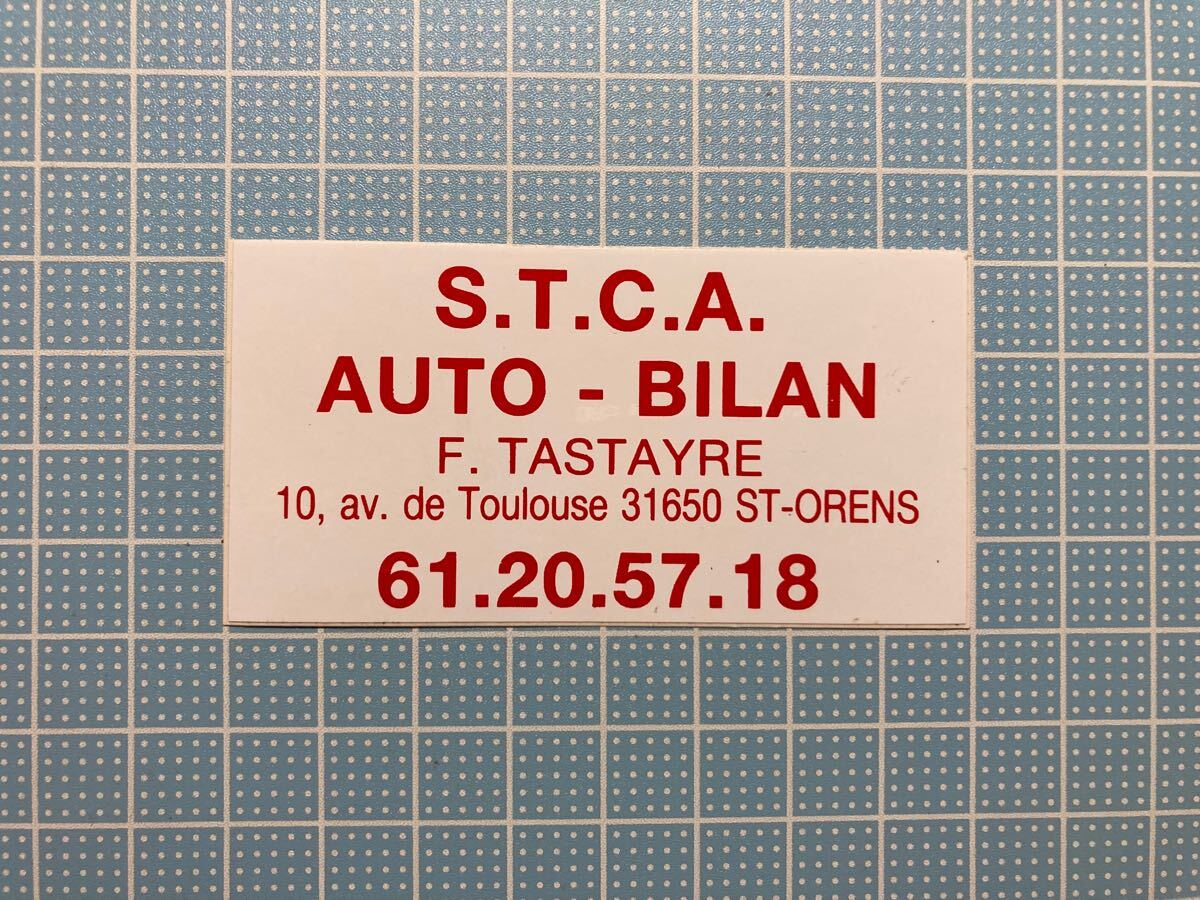 S.T.C.A.
AUTO - BILAN
F. TASTAYRE
10, av. de Toulouse 31650 ST-ORENS
61.20.57.18